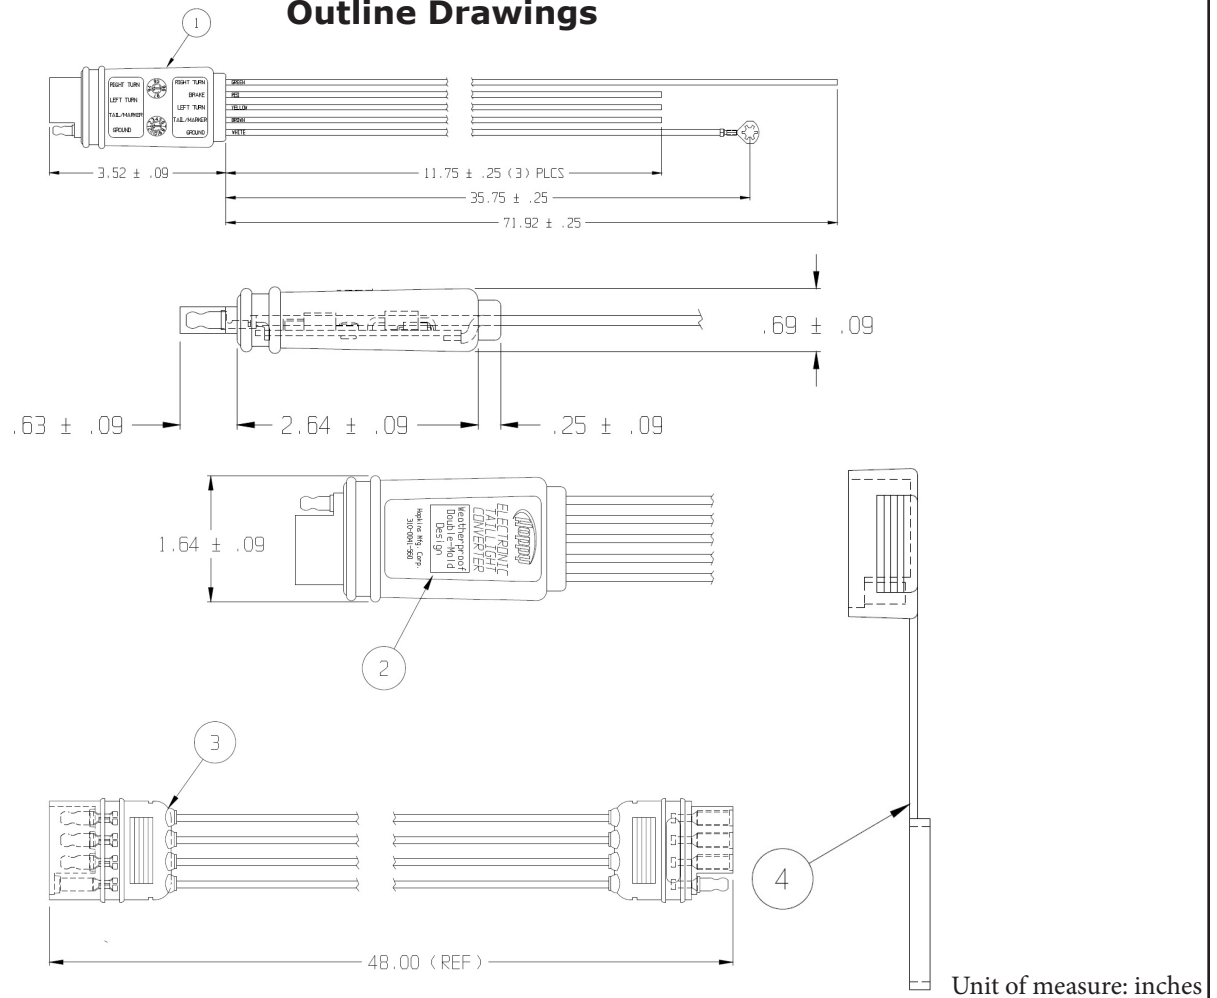 Outline Drawings
1
RIGHT TURN
LEFT TURN
TAIL/MARKER
GROUND
RIGHT TURN
BRAKE
LEFT TURN
TAIL/MARKER
GROUND
GREEN
RED
YELLOW
BROWN
WHITE
3.52 ± .09
11.75 ± .25 (3) PLCS
35.75 ± .25
71.92 ± .25
.69 ± .09
.63 ± .09
2.64 ± .09
.25 ± .09
1.64 ± .09
Hoppy
ELECTRONIC
TAILLIGHT
CONVERTER
Weatherproof
Double-Mold
Design
Hopkins Mfg. Corp.
2
3
4
48.00 (REF)
Unit of measure: inches